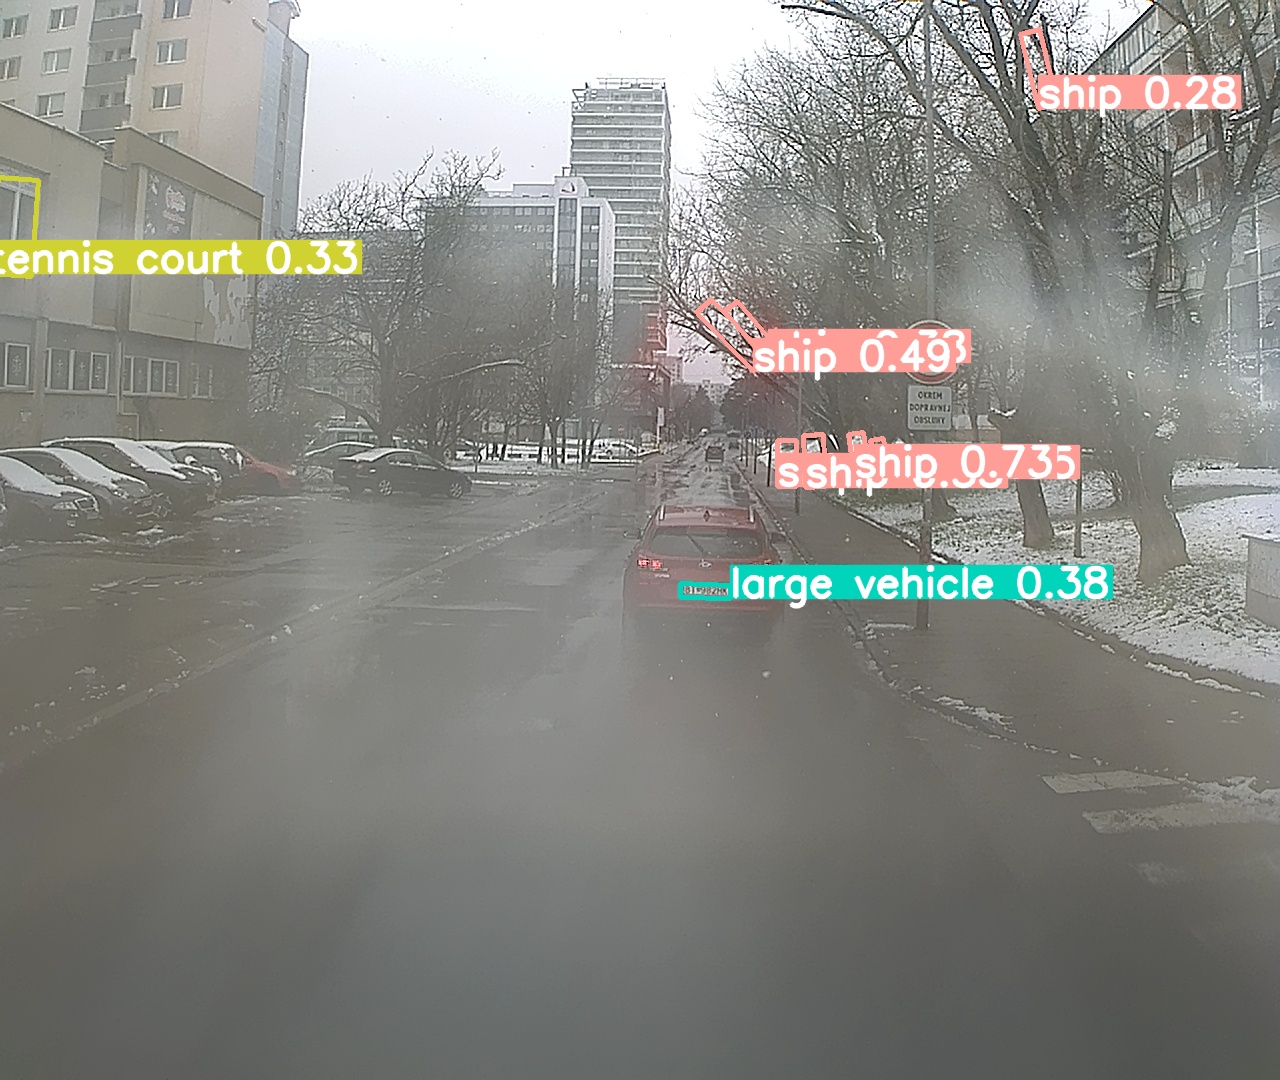 ship 0.28
tennis court 0.33
ship 0.49
OKREM
DOPRAVNEJ
OBSLUHY
ship 0.735
large vehicle 0.38